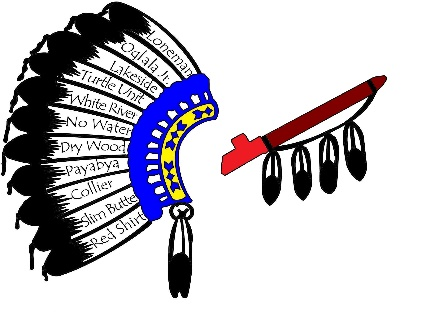 Loneman
Oglala Jr.
Lakeside
Turtle Unit
White River
No Water
Dry Wood
Payabya
Collier
Slim Butte
Red Shirt